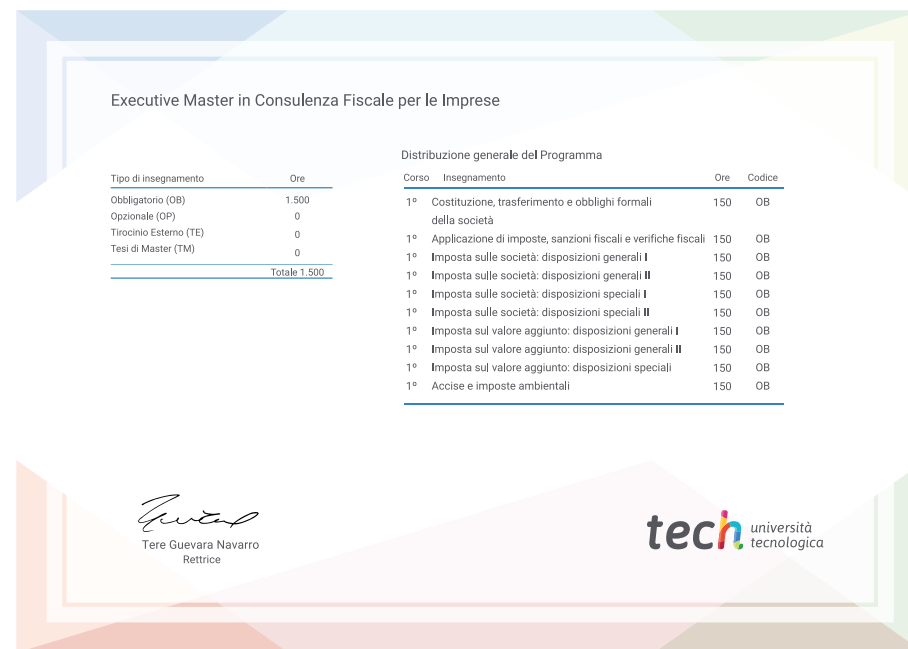 Executive Master in Consulenza Fiscale per le Imprese
Tipo di insegnamento Ore
Obbligatorio (OB) 1.500
Opzionale (OP) 0
Tirocinio Esterno (TE) 0
Tesi di Master (TM) 0
Totale 1.500
Distribuzione generale del Programma
Corso Insegnamento Ore Codice
1º Costituzione, trasferimento e obblighi formali 150 OB
della società
1º Applicazione di imposte, sanzioni fiscali e verifiche fiscali 150 OB
1º Imposta sulle società: disposizioni generali I 150 OB
1º Imposta sulle società: disposizioni generali II 150 OB
1º Imposta sulle società: disposizioni speciali I 150 OB
1º Imposta sulle società: disposizioni speciali II 150 OB
1º Imposta sul valore aggiunto: disposizioni generali I 150 OB
1º Imposta sul valore aggiunto: disposizioni generali II 150 OB
1º Imposta sul valore aggiunto: disposizioni speciali 150 OB
1º Accise e imposte ambientali 150 OB
Tere Guevara Navarro
Rettrice
tech università
tecnologica